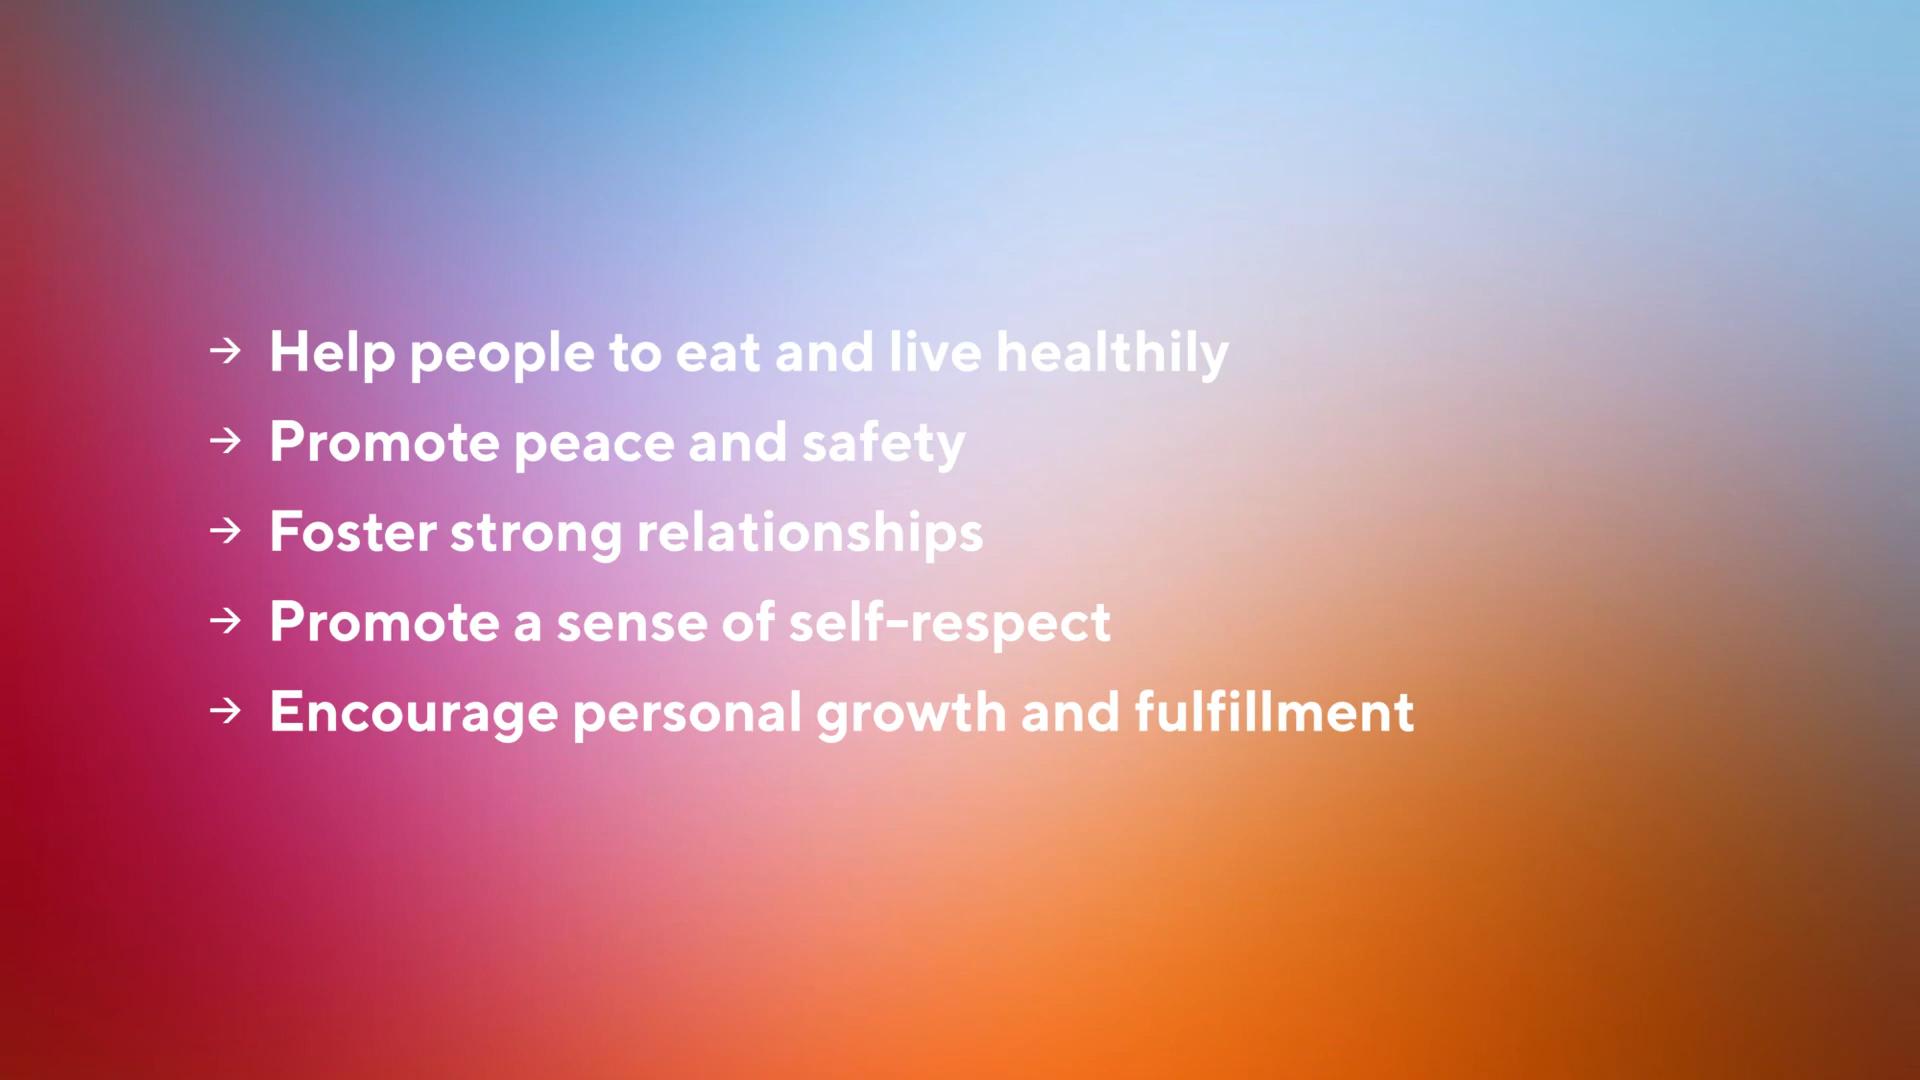 → Help people to eat and live healthily
→ Promote peace and safety
→ Foster strong relationships
→ Promote a sense of self-respect
→ Encourage personal growth and fulfillment